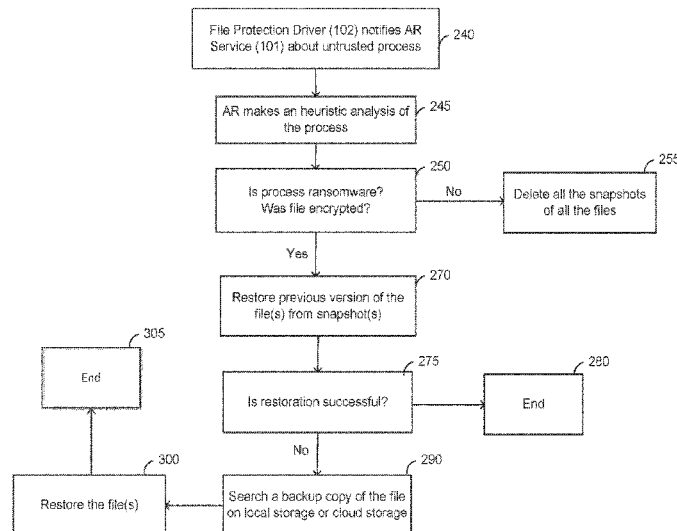 File Protection Driver (102) notifies AR
Service (101) about untrusted process
240
AR makes an heuristic analysis of
the process
245
250
Is process ransomware?
Was file encrypted?
No
255
Delete all the snapshots
of all the files
Yes
270
Restore previous version of the
file(s) from snapshot(s)
305
End
275
Is restoration successful?
280
End
No
300
Restore the file(s)
290
Search a backup copy of the file
on local storage or cloud storage